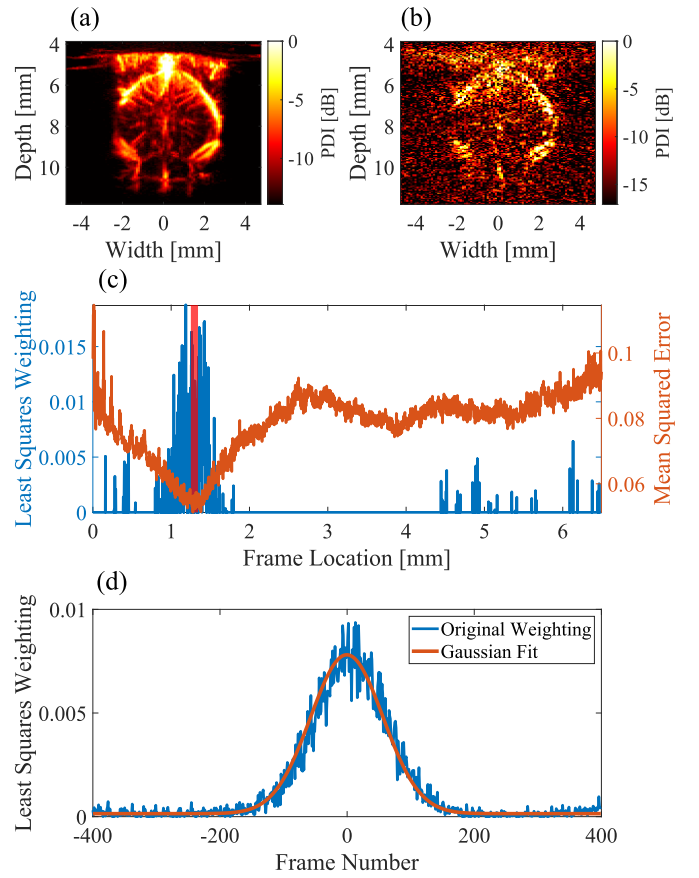 (a)
(b)
4
6
8
10
Depth [mm]
-4 -2 0 2 4
Width [mm]
0
-5
-10
PDI [dB]
4
6
8
10
Depth [mm]
-4 -2 0 2 4
Width [mm]
0
-5
-10
-15
PDI [dB]
(c)
Least Squares Weighting
0.015
0.01
0.005
0
0.1
0.08
0.06
Mean Squared Error
0 1 2 3 4 5 6
Frame Location [mm]
(d)
Least Squares Weighting
0.01
0.005
0
Original Weighting
Gaussian Fit
-400 -200 0 200 400
Frame Number